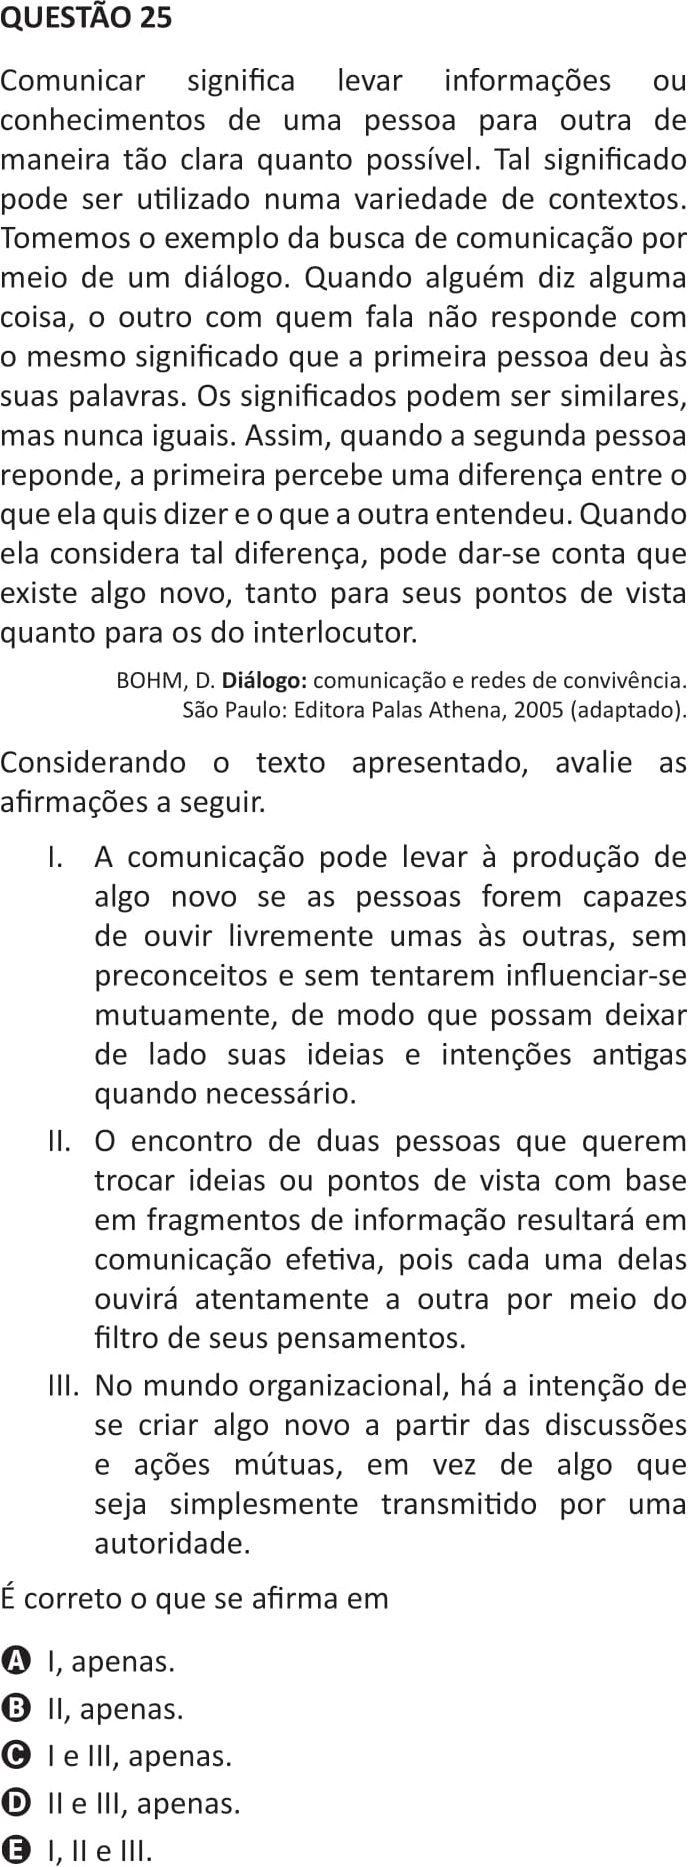 QUESTÃO 25
Comunicar significa levar informações ou
conhecimentos de uma pessoa para outra de
maneira tão clara quanto possível. Tal significado
pode ser utilizado numa variedade de contextos.
Tomemos o exemplo da busca de comunicação por
meio de um diálogo. Quando alguém diz alguma
coisa, o outro com quem fala não responde com
o mesmo significado que a primeira pessoa deu às
suas palavras. Os significados podem ser similares,
mas nunca iguais. Assim, quando a segunda pessoa
reponde, a primeira percebe uma diferença entre o
que ela quis dizer e o que a outra entendeu. Quando
ela considera tal diferença, pode dar-se conta que
existe algo novo, tanto para seus pontos de vista
quanto para os do interlocutor.
BOHM, D. Diálogo: comunicação e redes de convivência.
São Paulo: Editora Palas Athena, 2005 (adaptado).
Considerando o texto apresentado, avalie as
afirmações a seguir.
I. A comunicação pode levar à produção de
algo novo se as pessoas forem capazes
de ouvir livremente umas às outras, sem
preconceitos e sem tentarem influenciar-se
mutuamente, de modo que possam deixar
de lado suas ideias e intenções antigas
quando necessário.
II. O encontro de duas pessoas que querem
trocar ideias ou pontos de vista com base
em fragmentos de informação resultará em
comunicação efetiva, pois cada uma delas
ouvirá atentamente a outra por meio do
filtro de seus pensamentos.
III. No mundo organizacional, há a intenção de
se criar algo novo a partir das discussões
e ações mútuas, em vez de algo que
seja simplesmente transmitido por uma
autoridade.
É correto o que se afirma em
A I, apenas.
B II, apenas.
C I e III, apenas.
D II e III, apenas.
E I, II e III.